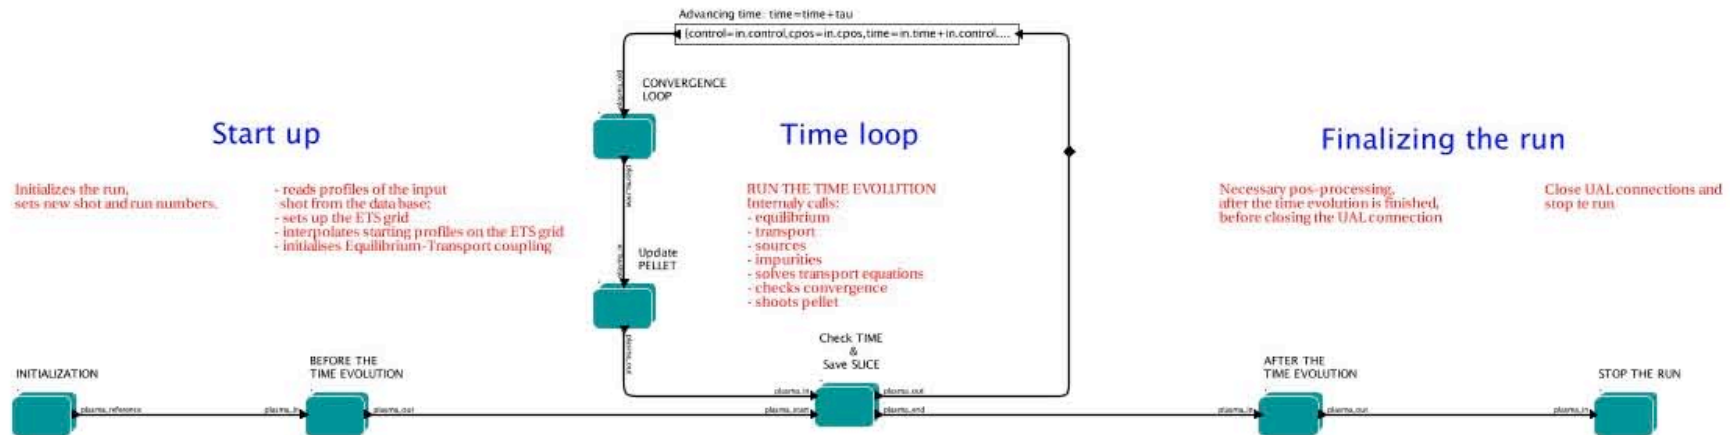 Advancing time: time=time+tau
{control=in.control,cpos=in.cpos,time=in.time+in.control....
plasma_old
CONVERGENCE
LOOP
Start up
Time loop
Finalizing the run
plasma_new
Initializes the run,
sets new shot and run numbers,
- reads profiles of the input
shot from the data base;
- sets up the ETS grid
- interpolates starting profiles on the ETS grid
- initialises Equilibrium-Transport coupling
RUN THE TIME EVOLUTION
Internaly calls:
- equilibrium
- transport
- sources
- impurities
- solves transport equations
- checks convergence
- shoots pellet
Necessary pos-processing,
after the time evolution is finished,
before closing the UAL connection
Close UAL connections and
stop te run
plasma_in
Update
PELLET
plasma_out
Check TIME
&
Save SLICE
INITIALIZATION
BEFORE THE
TIME EVOLUTION
AFTER THE
TIME EVOLUTION
STOP THE RUN
plasma_in
plasma_out
plasma_reference
plasma_in
plasma_out
plasma_start
plasma_end
plasma_in
plasma_out
plasma_in